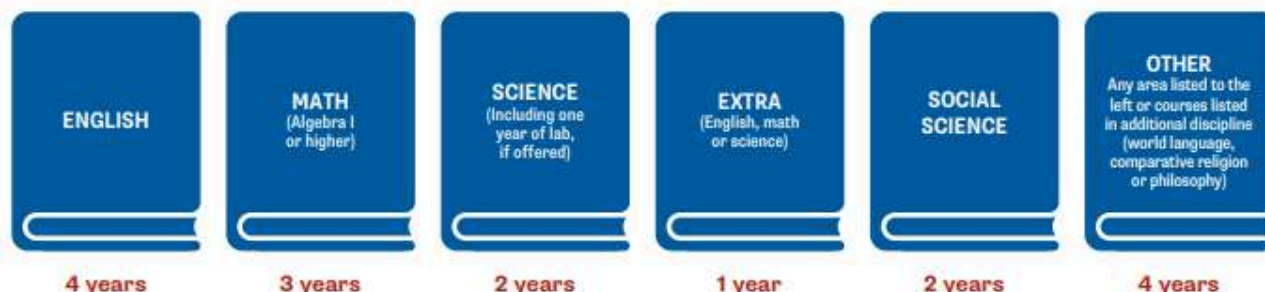 ENGLISH
MATH
(Algebra I
or higher)
SCIENCE
(Including one
year of lab,
if offered)
EXTRA
(English, math
or science)
SOCIAL
SCIENCE
OTHER
Any area listed to the
left or courses listed
in additional discipline
(world language,
comparative religion
or philosophy)
4 years
3 years
2 years
1 year
2 years
4 years